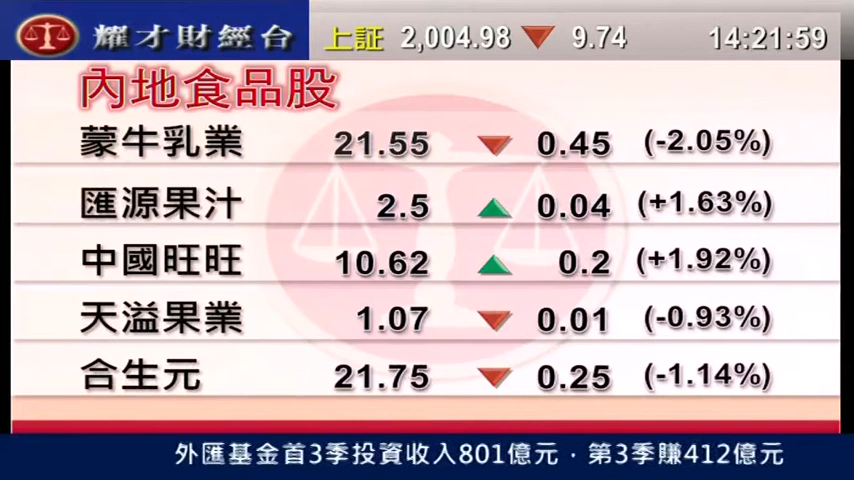 耀才財經台 上証 2,004.98 ▼ 9.74 14:21:59
內地食品股
蒙牛乳業 21.55 ▼ 0.45 (-2.05%)
匯源果汁 2.5 ▲ 0.04 (+1.63%)
中國旺旺 10.62 ▲ 0.2 (+1.92%)
天溢果業 1.07 ▼ 0.01 (-0.93%)
合生元 21.75 ▼ 0.25 (-1.14%)
外匯基金首3季投資收入801億元．第3季賺412億元